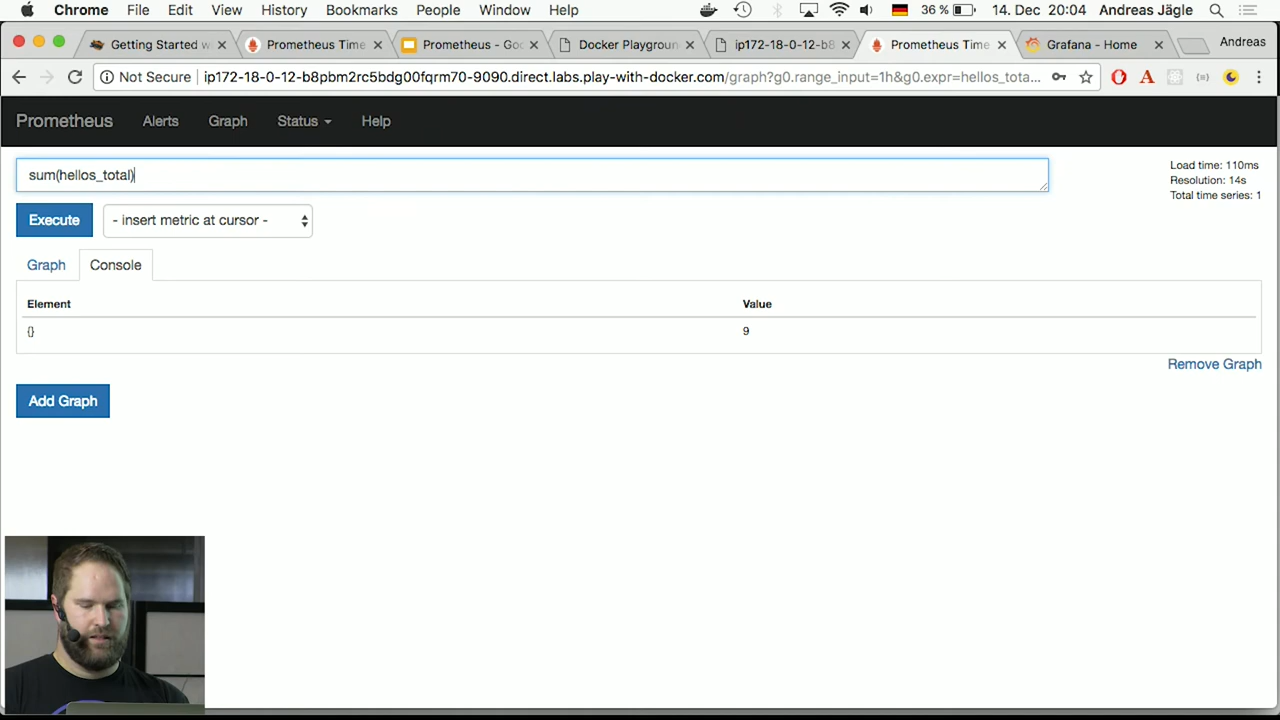 Chrome File Edit View History Bookmarks People Window Help 36 % 14. Dec 20:04 Andreas Jägle
Getting Started w
Prometheus Time
Prometheus - Goo
Docker Playgroun
ip172-18-0-12-b8
Prometheus Time
Grafana - Home
Andreas
Not Secure ip172-18-0-12-b8pbm2rc5bdg00fqrm70-9090.direct.labs.play-with-docker.com/graph?g0.range_input=1h&g0.expr=hellos_tota...
Prometheus Alerts Graph Status Help
sum(hellos_total)
Load time: 110ms
Resolution: 14s
Total time series: 1
Execute - insert metric at cursor -
Graph Console
Element Value
{} 9
Remove Graph
Add Graph